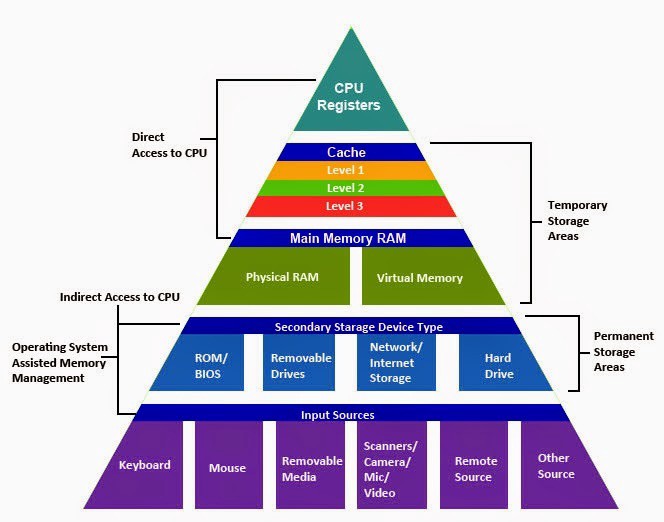 CPU
Registers
Direct
Access to CPU
Cache
Level 1
Level 2
Level 3
Temporary
Storage
Areas
Main Memory RAM
Physical RAM
Virtual Memory
Indirect Access to CPU
Operating System
Assisted Memory
Management
Secondary Starage Device Type
Permanent
Storage
Areas
ROM/
BIOS
Removable
Drives
Network/
Internet
Storage
Hard
Drive
Input Sources
Keyboard
Mouse
Removable
Media
Scanners/
Camera/
Mic/
Video
Remote
Source
Other
Source